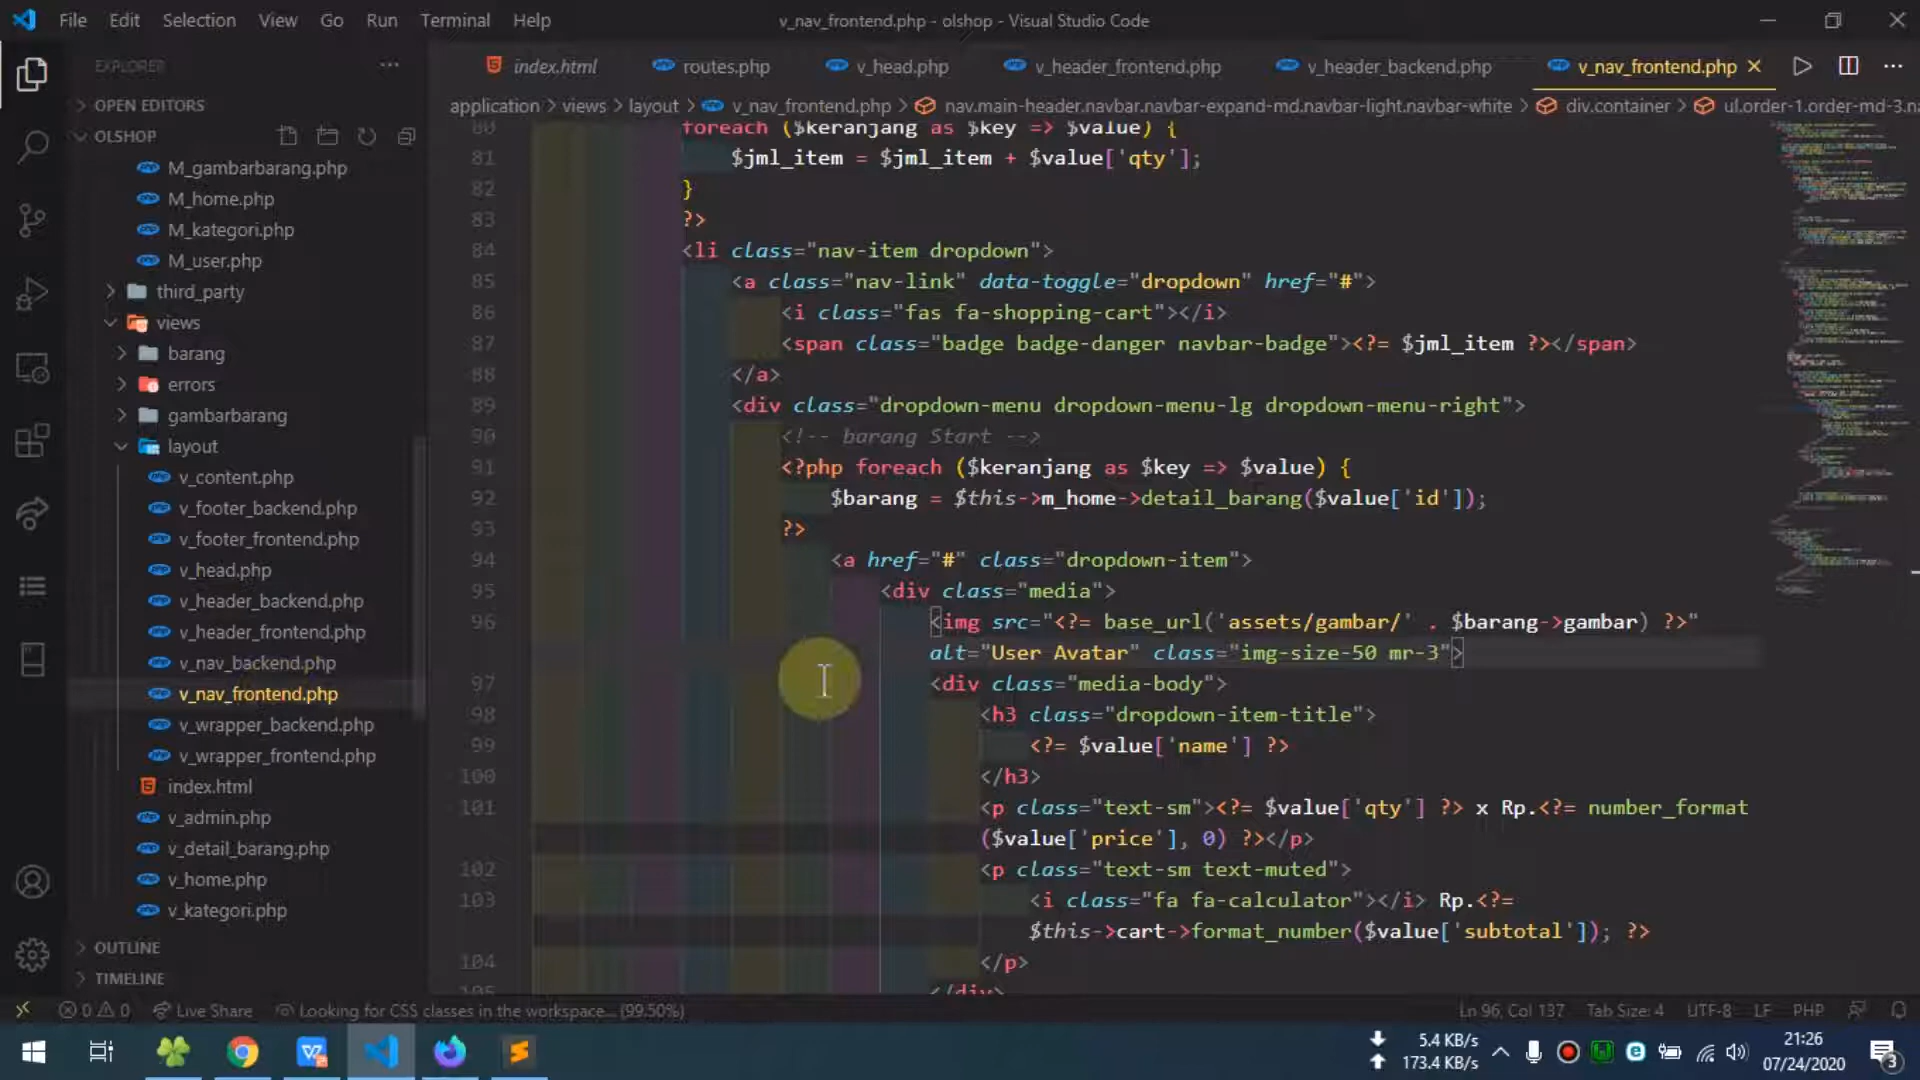 File Edit Selection View Go Run Terminal Help
v_nav_frontend.php - olshop - Visual Studio Code
EXPLORER
index.html
routes.php
v_head.php
v_header_frontend.php
v_header_backend.php
v_nav_frontend.php
OPEN EDITORS
OLSHOP
M_gambarbarang.php
M_home.php
M_kategori.php
M_user.php
third_party
views
barang
errors
gambarbarang
layout
v_content.php
v_footer_backend.php
v_footer_frontend.php
v_head.php
v_header_backend.php
v_header_frontend.php
v_nav_backend.php
v_nav_frontend.php
v_wrapper_backend.php
v_wrapper_frontend.php
index.html
v_admin.php
v_detail_barang.php
v_home.php
v_kategori.php
OUTLINE
TIMELINE
application > views > layout > v_nav_frontend.php > nav.main-header.navbar.navbar-expand-md.navbar-light.navbar-white > div.container > ul.order-1.order-md-3.na
80 foreach ($keranjang as $key => $value) {
81 $jml_item = $jml_item + $value['qty'];
82 }
83 ?>
84 <li class="nav-item dropdown">
85 <a class="nav-link" data-toggle="dropdown" href="#">
86 <i class="fas fa-shopping-cart"></i>
87 <span class="badge badge-danger navbar-badge"><?= $jml_item ?></span>
88 </a>
89 <div class="dropdown-menu dropdown-menu-lg dropdown-menu-right">
90 <!-- barang Start -->
91 <?php foreach ($keranjang as $key => $value) {
92 $barang = $this->m_home->detail_barang($value['id']);
93 ?>
94 <a href="#" class="dropdown-item">
95 <div class="media">
96 <img src="<?= base_url('assets/gambar/' . $barang->gambar) ?>"
alt="User Avatar" class="img-size-50 mr-3">
97 <div class="media-body">
98 <h3 class="dropdown-item-title">
99 <?= $value['name'] ?>
100 </h3>
101 <p class="text-sm"><?= $value['qty'] ?> x Rp.<?= number_format
($value['price'], 0) ?></p>
102 <p class="text-sm text-muted">
103 <i class="fa fa-calculator"></i> Rp.<?=
$this->cart->format_number($value['subtotal']); ?>
104 </p>
105 </div>
0 0 Live Share Looking for CSS classes in the workspace... (99.50%)
Ln 96, Col 137 Tab Size: 4 UTF-8 LF PHP
5.4 KB/s
173.4 KB/s
21:26
07/24/2020
3